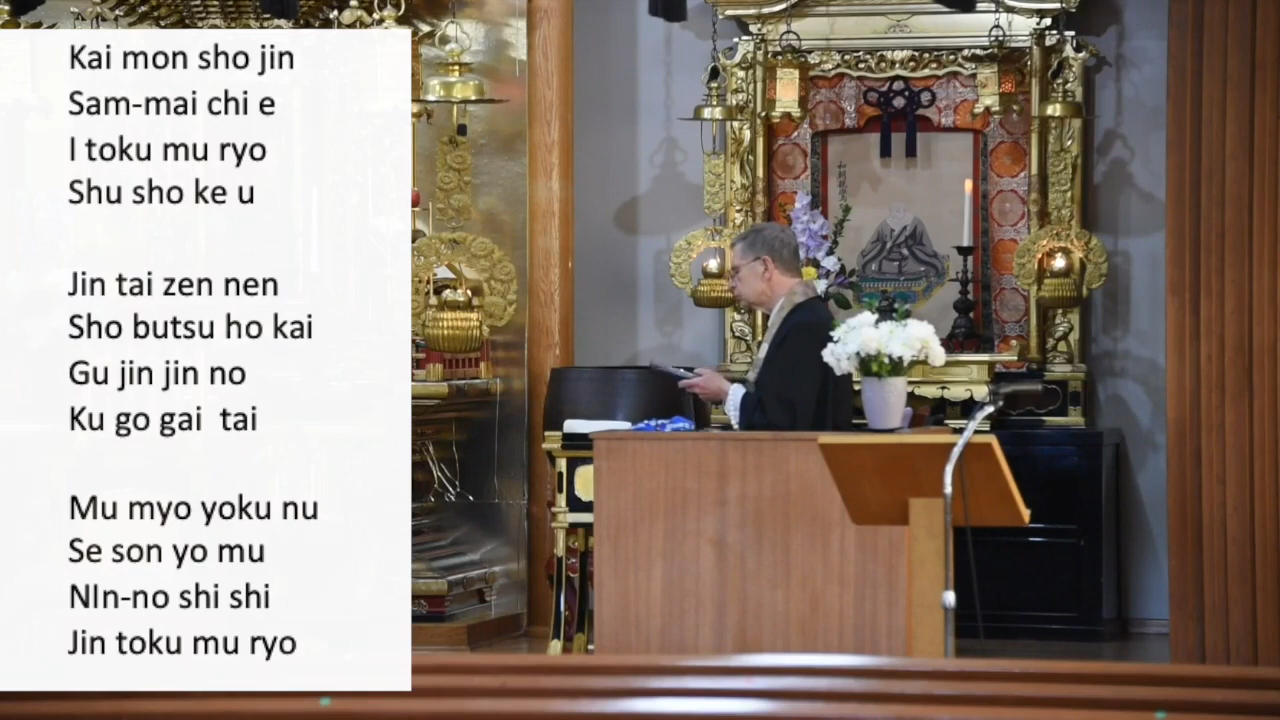 Kai mon sho jin
Sam-mai chi e
I toku mu ryo
Shu sho ke u
Jin tai zen nen
Sho butsu ho kai
Gu jin jin no
Ku go gai  tai
Mu myo yoku nu
Se son yo mu
NIn-no shi shi
Jin toku mu ryo